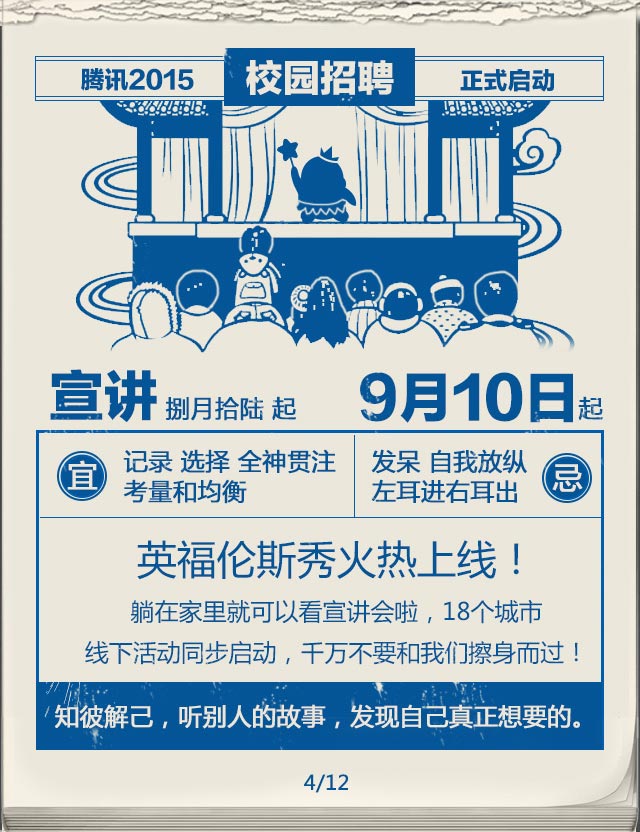 腾讯2015 校园招聘 正式启动
宣讲 捌月拾陆 起 9月10日起
宜 记录 选择 全神贯注
考量和均衡
发呆 自我放纵 忌
左耳进右耳出
英福伦斯秀火热上线！
躺在家里就可以看宣讲会啦，18个城市
线下活动同步启动，千万不要和我们擦身而过！
知彼解己，听别人的故事，发现自己真正想要的。
4/12